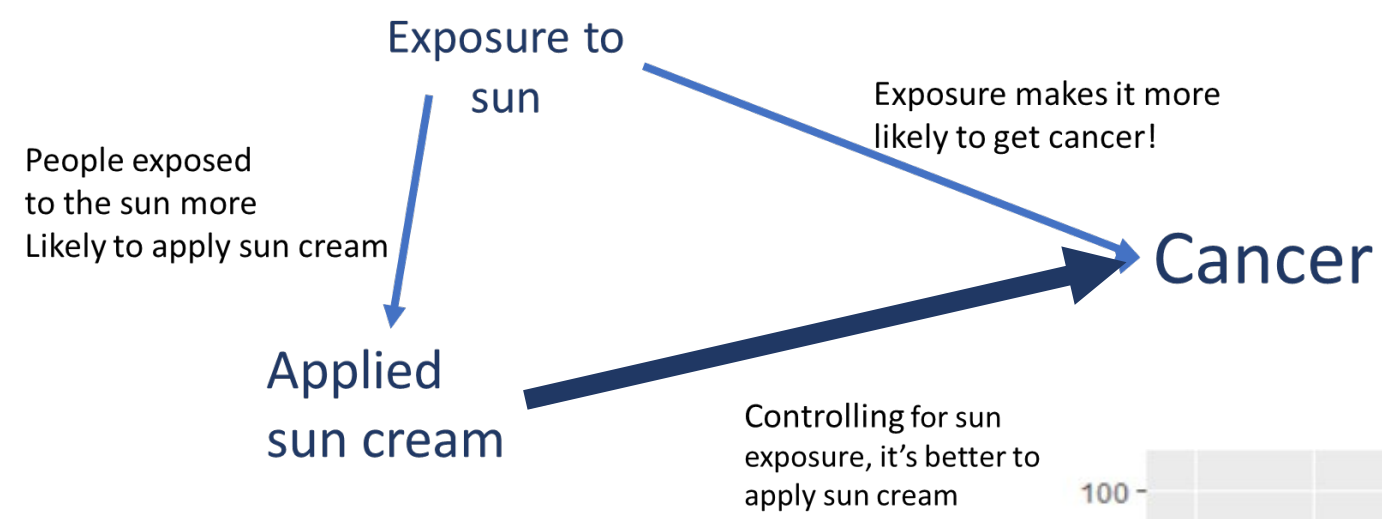 Exposure to
sun
Exposure makes it more
likely to get cancer!
People exposed
to the sun more
Likely to apply sun cream
Cancer
Applied
sun cream
Controlling for sun
exposure, it’s better to
apply sun cream
100